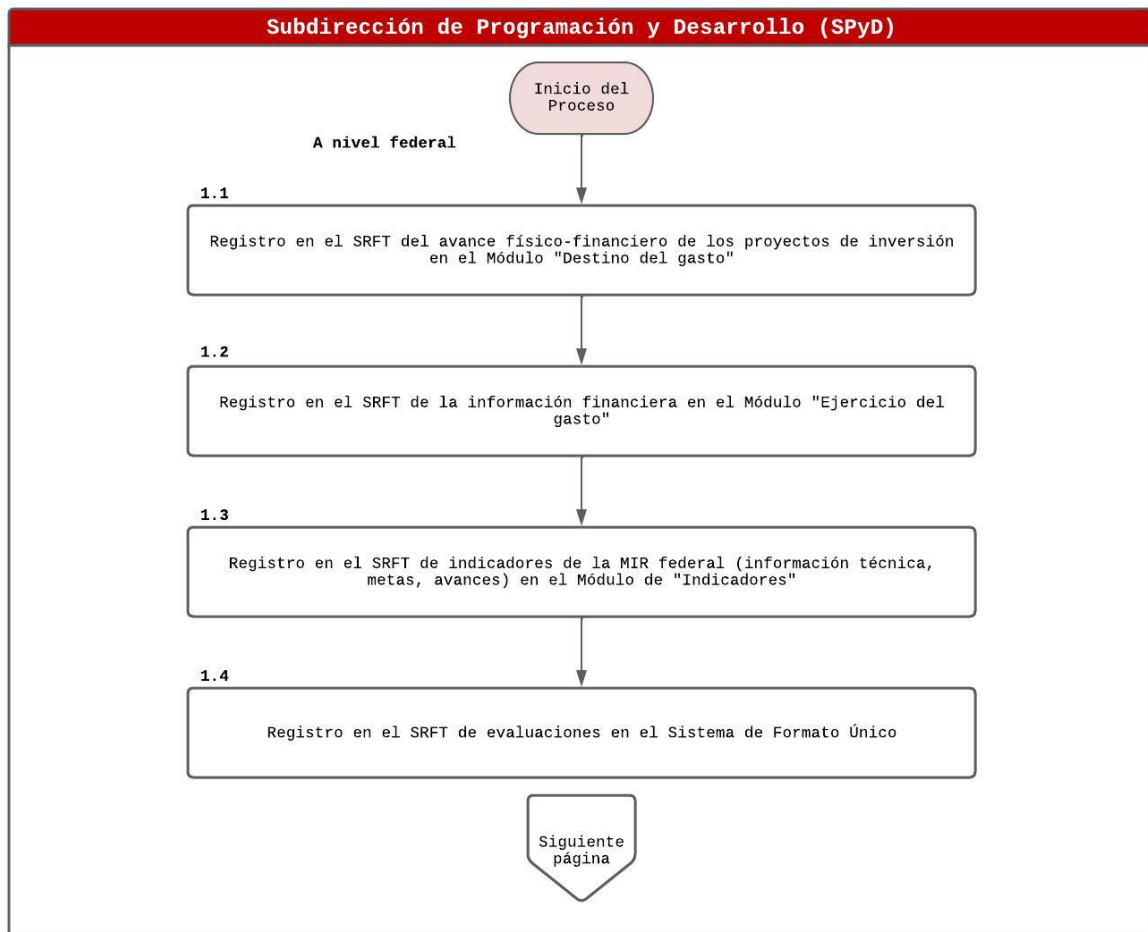 Subdirección de Programación y Desarrollo (SPyD)
Inicio del
Proceso
A nivel federal
1.1
Registro en el SRFT del avance físico-financiero de los proyectos de inversión
en el Módulo "Destino del gasto"
1.2
Registro en el SRFT de la información financiera en el Módulo "Ejercicio del
gasto"
1.3
Registro en el SRFT de indicadores de la MIR federal (información técnica,
metas, avances) en el Módulo de "Indicadores"
1.4
Registro en el SRFT de evaluaciones en el Sistema de Formato Único
Siguiente
página